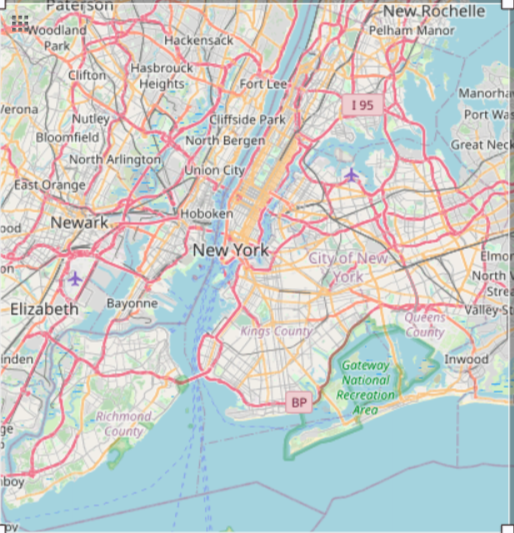 Paterson
New Rochelle
Woodland
Park
Pelham Manor
Hackensack
Hasbrouck
Heights
Clifton
Fort Lee
I 95
Manorha
Port Was
Verona
Nutley
Cliffside Park
Bloomfield
North Bergen
Great Neck
North Arlington
Union City
East Orange
Hoboken
Newark
New York
City of New
York
Elmon
North V
Strea
Valley St
Elizabeth
Bayonne
Queens
County
Kings County
Inwood
Gateway
National
Recreation
Area
BP
inden
Richmond
County
boy